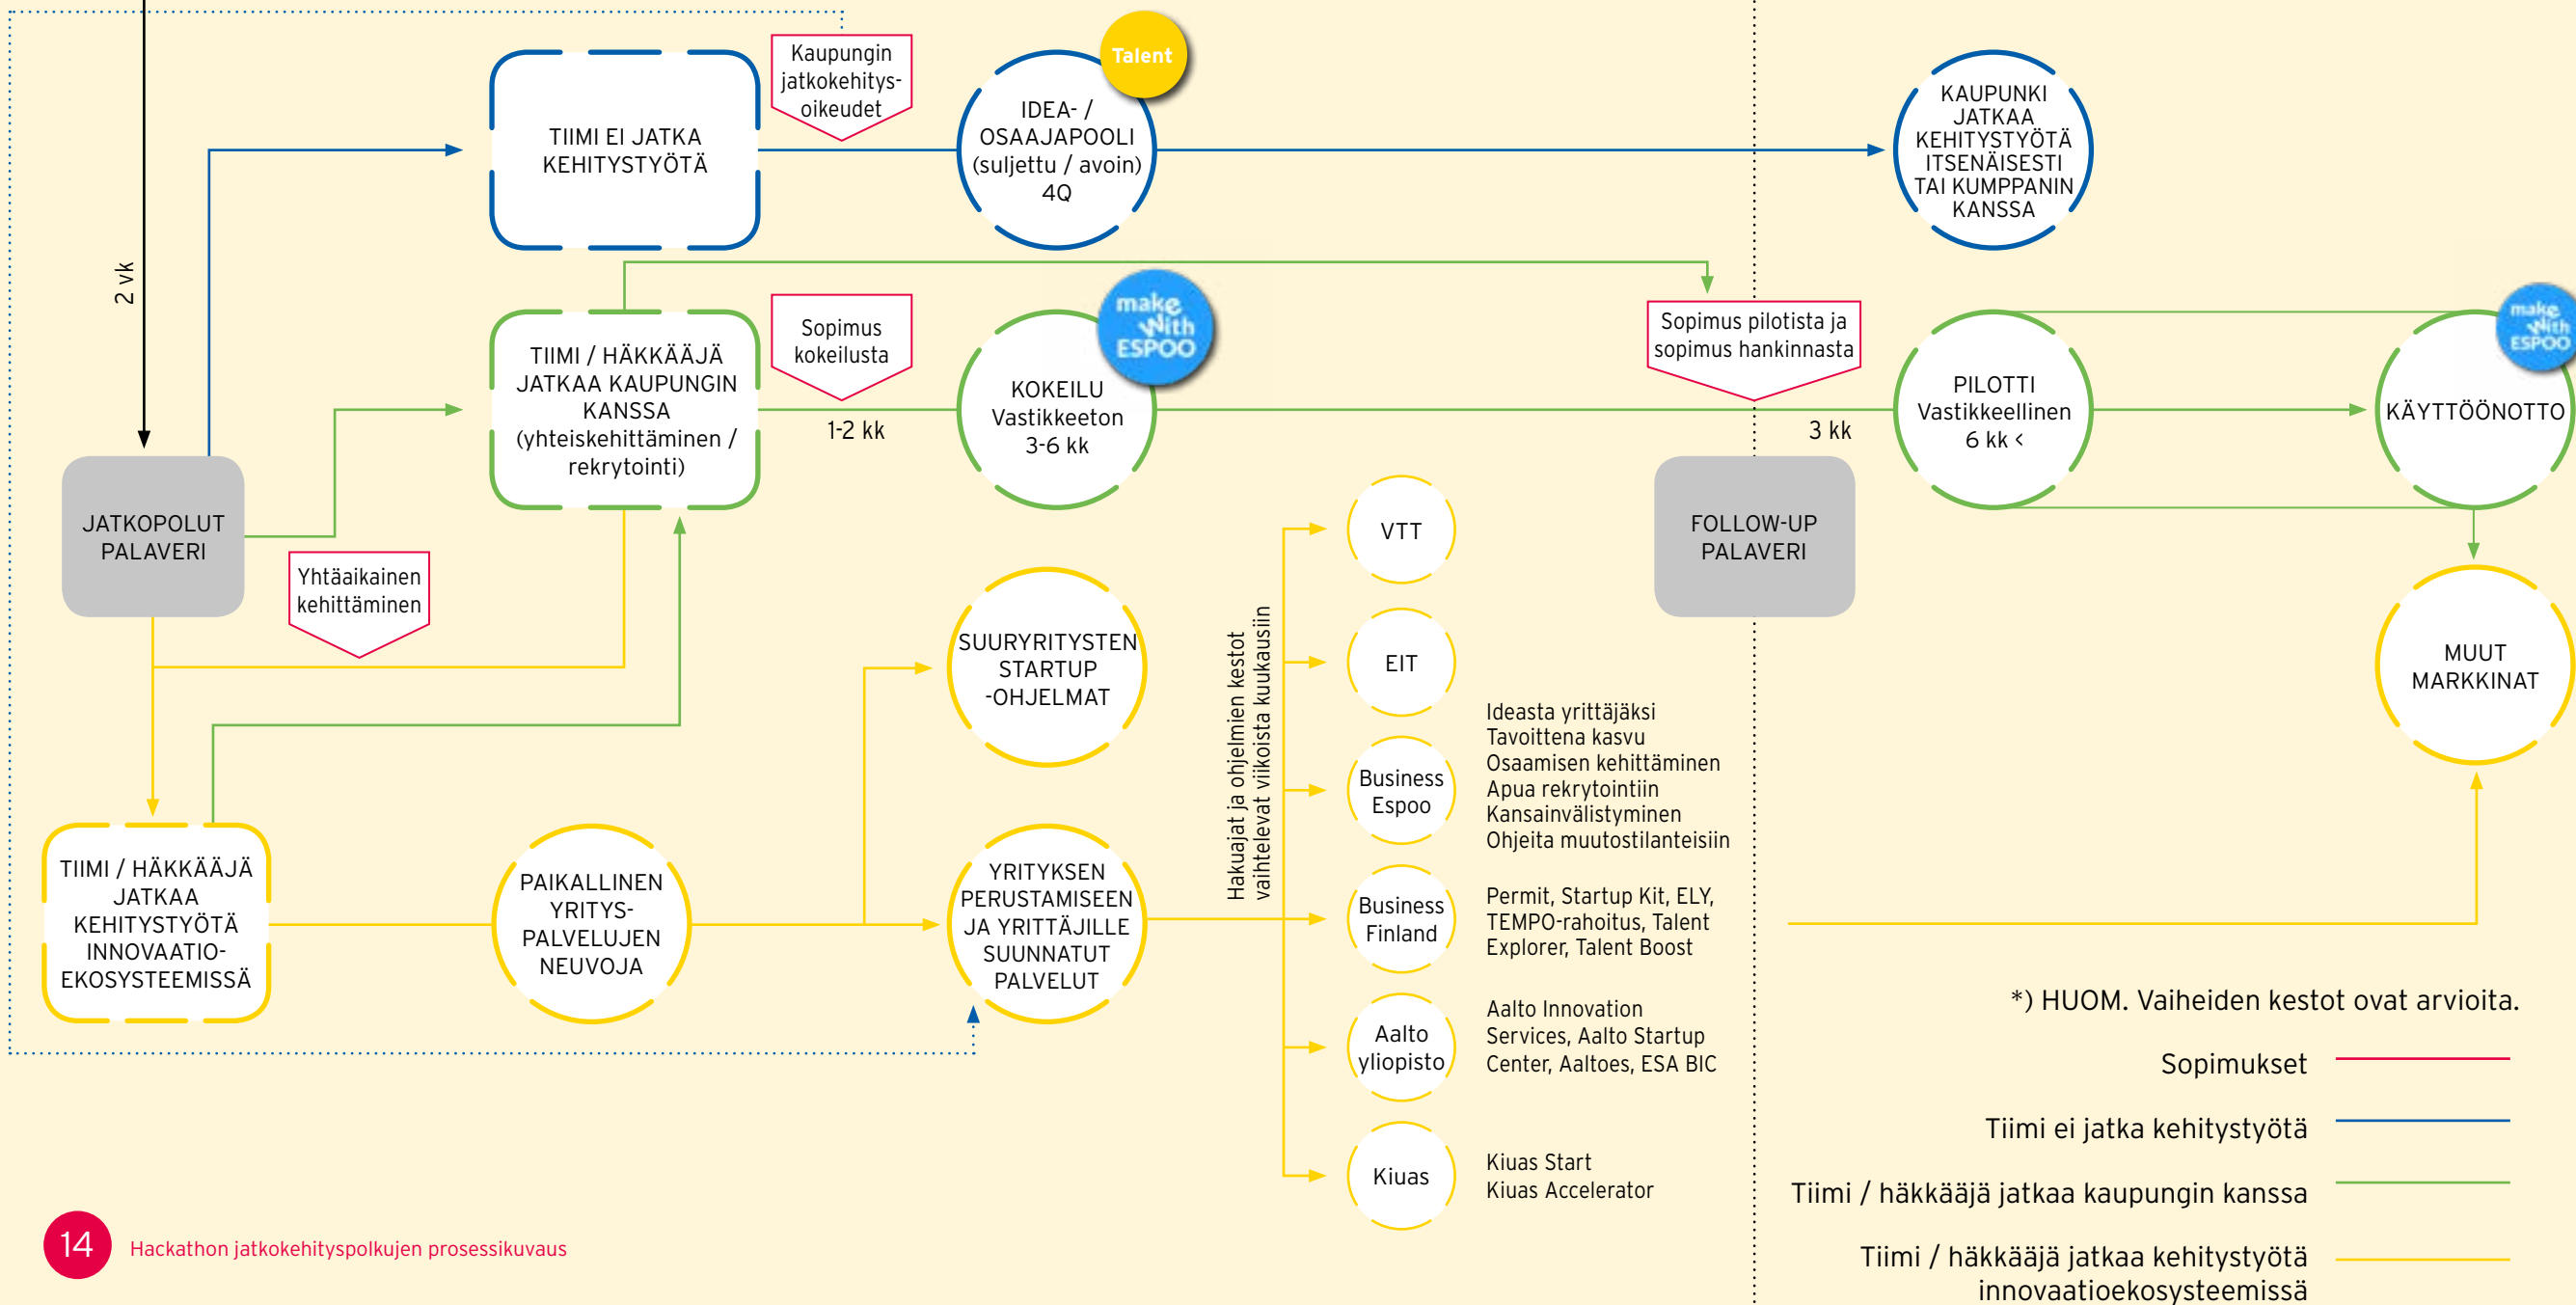 Kaupungin
jatkokehitys-
oikeudet
Talent
TIIMI EI JATKA
KEHITYSTYÖTÄ
IDEA- /
OSAAJAPOOLI
(suljettu / avoin)
4Q
KAUPUNKI
JATKAA
KEHITYSTYÖTÄ
ITSENÄISESTI
TAI KUMPPANIN
KANSSA
2 vk
TIIMI / HÄKKÄÄJÄ
JATKAA KAUPUNGIN
KANSSA
(yhteiskehittäminen /
rekrytointi)
Sopimus
kokeilusta
1-2 kk
make
with
ESPOO
KOKEILU
Vastikkeeton
3-6 kk
Sopimus pilotista ja
sopimus hankinnasta
3 kk
PILOTTI
Vastikkeellinen
6 kk <
make
with
ESPOO
KÄYTTÖÖNOTTO
JATKOPOLUT
PALAVERI
Yhtäaikainen
kehittäminen
FOLLOW-UP
PALAVERI
SUURYRITYSTEN
STARTUP
-OHJELMAT
Hakuajat ja ohjelmien kestot
vaihtelevat viikoista kuukausiin
VTT
EIT
Business
Espoo
Ideasta yrittäjäksi
Tavoittena kasvu
Osaamisen kehittäminen
Apua rekrytointiin
Kansainvälistyminen
Ohjeita muutostilanteisiin
MUUT
MARKKINAT
TIIMI / HÄKKÄÄJÄ
JATKAA
KEHITYSTYÖTÄ
INNOVAATIO-
EKOSYSTEEMISSÄ
PAIKALLINEN
YRITYS-
PALVELUJEN
NEUVOJA
YRITYKSEN
PERUSTAMISEEN
JA YRITTÄJILLE
SUUNNATUT
PALVELUT
Business
Finland
Permit, Startup Kit, ELY,
TEMPO-rahoitus, Talent
Explorer, Talent Boost
Aalto
yliopisto
Aalto Innovation
Services, Aalto Startup
Center, Aaltoes, ESA BIC
Kiuas
Kiuas Start
Kiuas Accelerator
*) HUOM. Vaiheiden kestot ovat arvioita.
Sopimukset
Tiimi ei jatka kehitystyötä
Tiimi / häkkääjä jatkaa kaupungin kanssa
Tiimi / häkkääjä jatkaa kehitystyötä
innovaatioekosysteemissä
14 Hackathon jatkokehityspolkujen prosessikuvaus